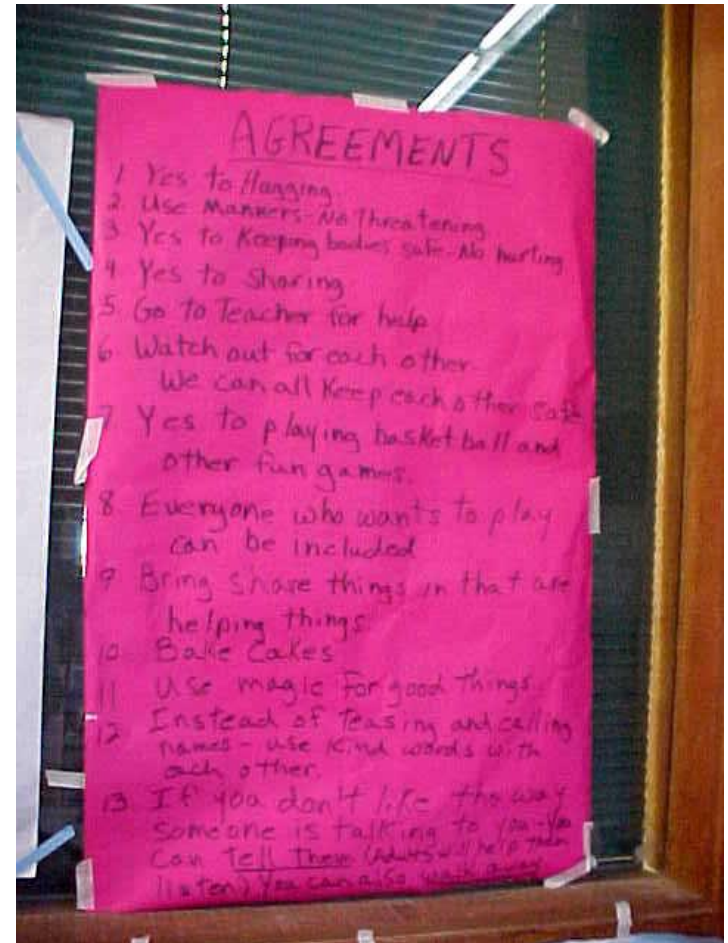 AGREEMENTS
1 Yes to Hugging.
2 Use Manners-No Threatening
3 Yes to Keeping bodies safe-No hurting
4 Yes to Sharing
5. Go to Teacher for help
6. Watch out for each other
We can all Keep each other safe
7 Yes to playing basketball and
other fun games.
8 Everyone who wants to play
can be included
9 Bring share things in that are
helping things.
10 Bake Cakes
11 Use magic for good things.
12 Instead of teasing and calling
names - use Kind words with
each other.
13 If you don't like the way
someone is talking to you-you
can tell them (Adults will help them
listen) You can also walk away